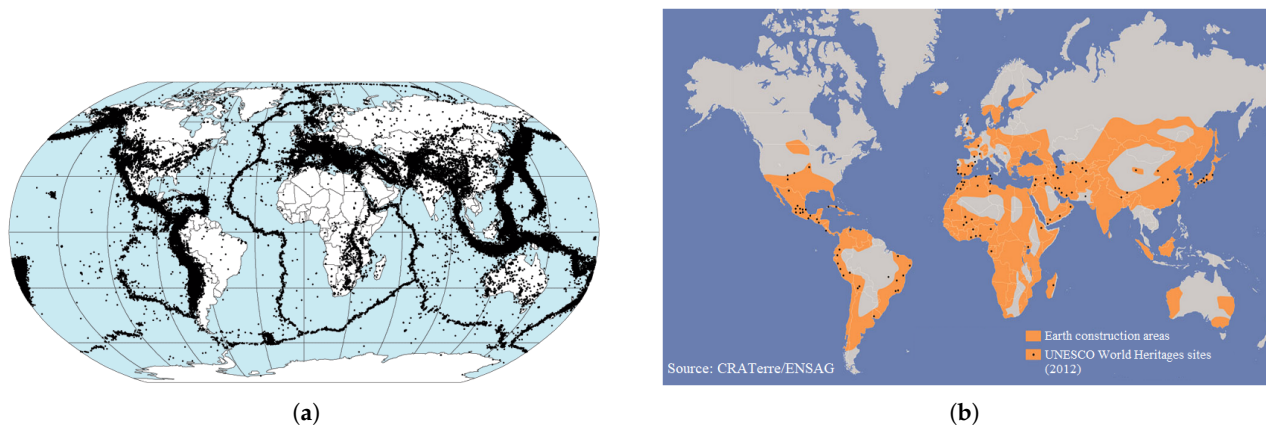 Earth construction areas
UNESCO World Heritages sites
(2012)
Source: CRATerre/ENSAG
(a)
(b)